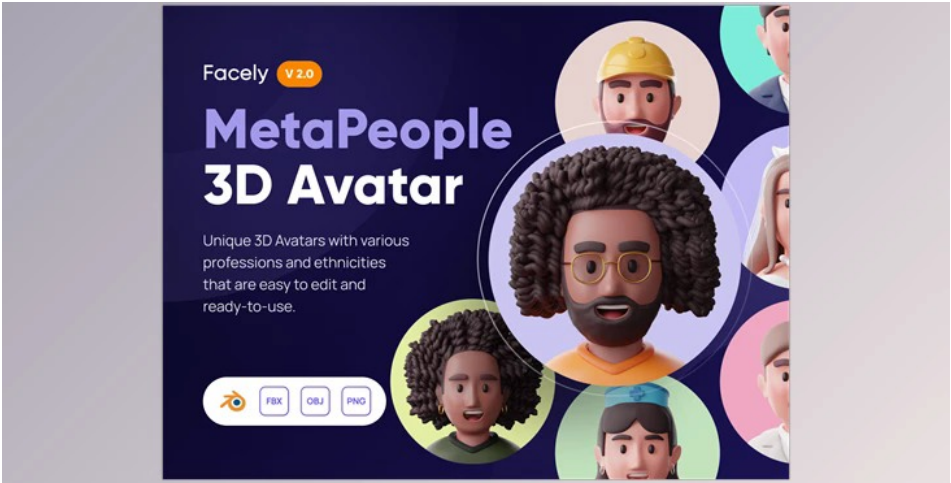 Facely V 2.0
MetaPeople
3D Avatar
Unique 3D Avatars with various
professions and ethnicities
that are easy to edit and
ready-to-use.
FBX OBJ PNG